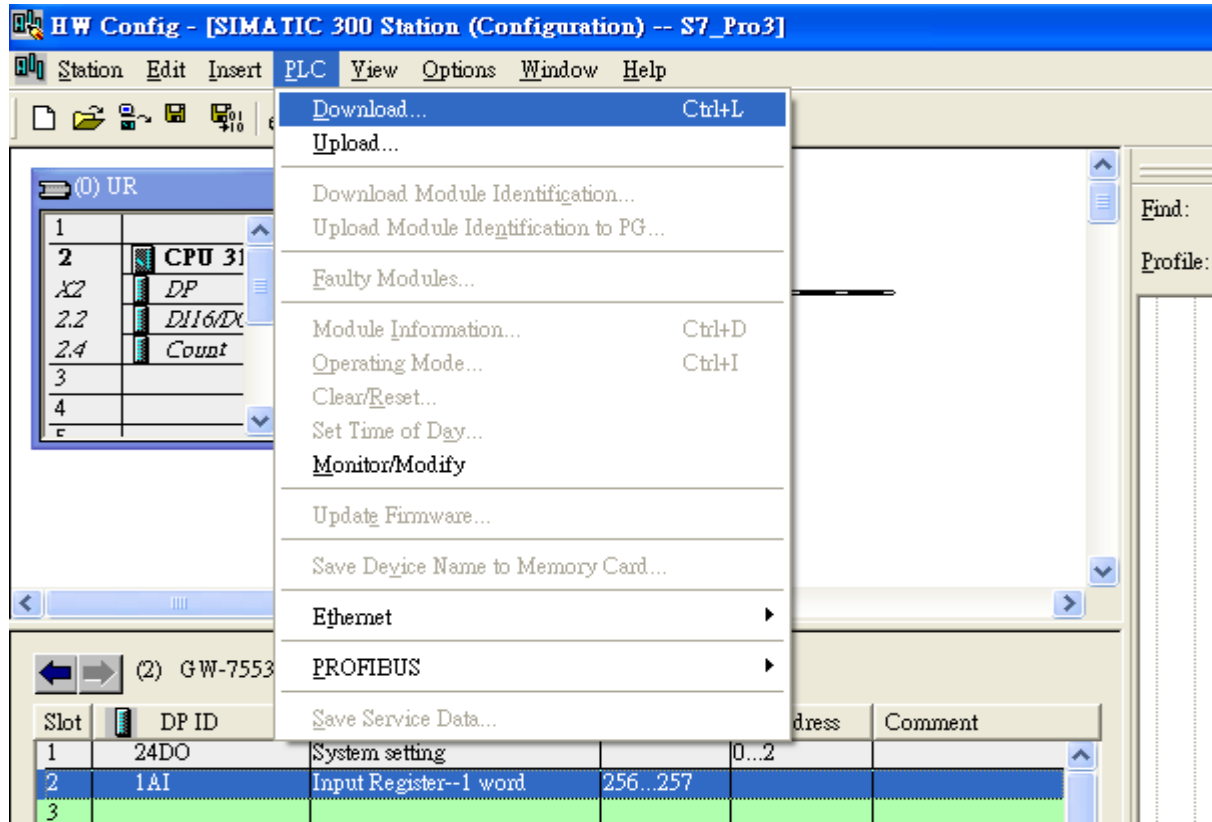 HW Config - [SIMATIC 300 Station (Configuration) -- S7_Pro3]
Station Edit Insert PLC View Options Window Help
Download... Ctrl+L
Upload...
Download Module Identification...
Upload Module Identification to PG...
Faulty Modules...
Module Information... Ctrl+D
Operating Mode... Ctrl+I
Clear/Reset...
Set Time of Day...
Monitor/Modify
Update Firmware...
Save Device Name to Memory Card...
Ethernet
PROFIBUS
Save Service Data...
(0) UR
1
2 CPU 31
X2 DP
2.2 DI16/DO
2.4 Count
3
4
Find:
Profile:
(2) GW-7553
Slot DP ID dress Comment
1 24DO System setting 0...2
2 1AI Input Register--1 word 256...257
3